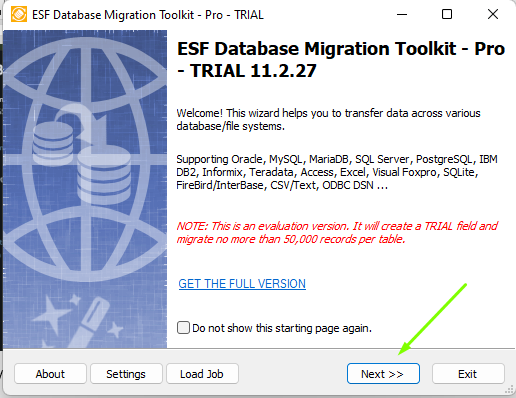 ESF Database Migration Toolkit - Pro - TRIAL
ESF Database Migration Toolkit - Pro
- TRIAL 11.2.27
Welcome! This wizard helps you to transfer data across various
database/file systems.
Supporting Oracle, MySQL, MariaDB, SQL Server, PostgreSQL, IBM
DB2, Informix, Teradata, Access, Excel, Visual Foxpro, SQLite,
FireBird/InterBase, CSV/Text, ODBC DSN ...
NOTE: This is an evaluation version. It will create a TRIAL field and
migrate no more than 50,000 records per table.
GET THE FULL VERSION
Do not show this starting page again.
About Settings Load Job Next >> Exit